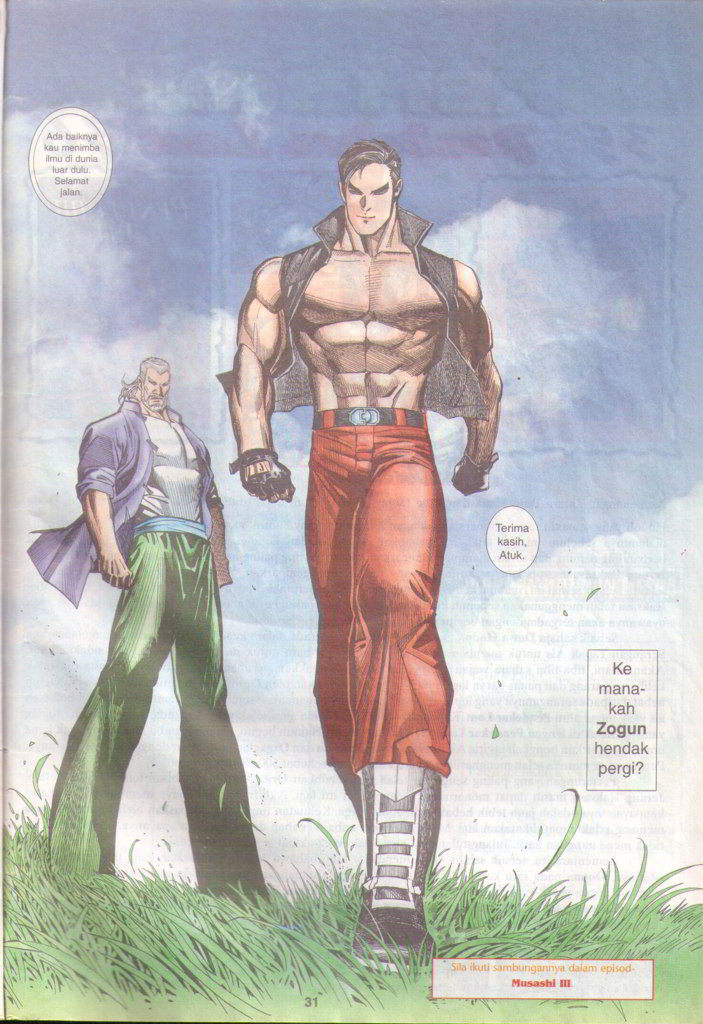 Ada baiknya
kau menimba
ilmu di dunia
luar dulu.
Selamat
jalan.
Terima
kasih,
Atuk.
Ke
mana-
kah
Zogun
hendak
pergi?
Sila ikuti sambungannya dalam episod-
Musashi III.
31